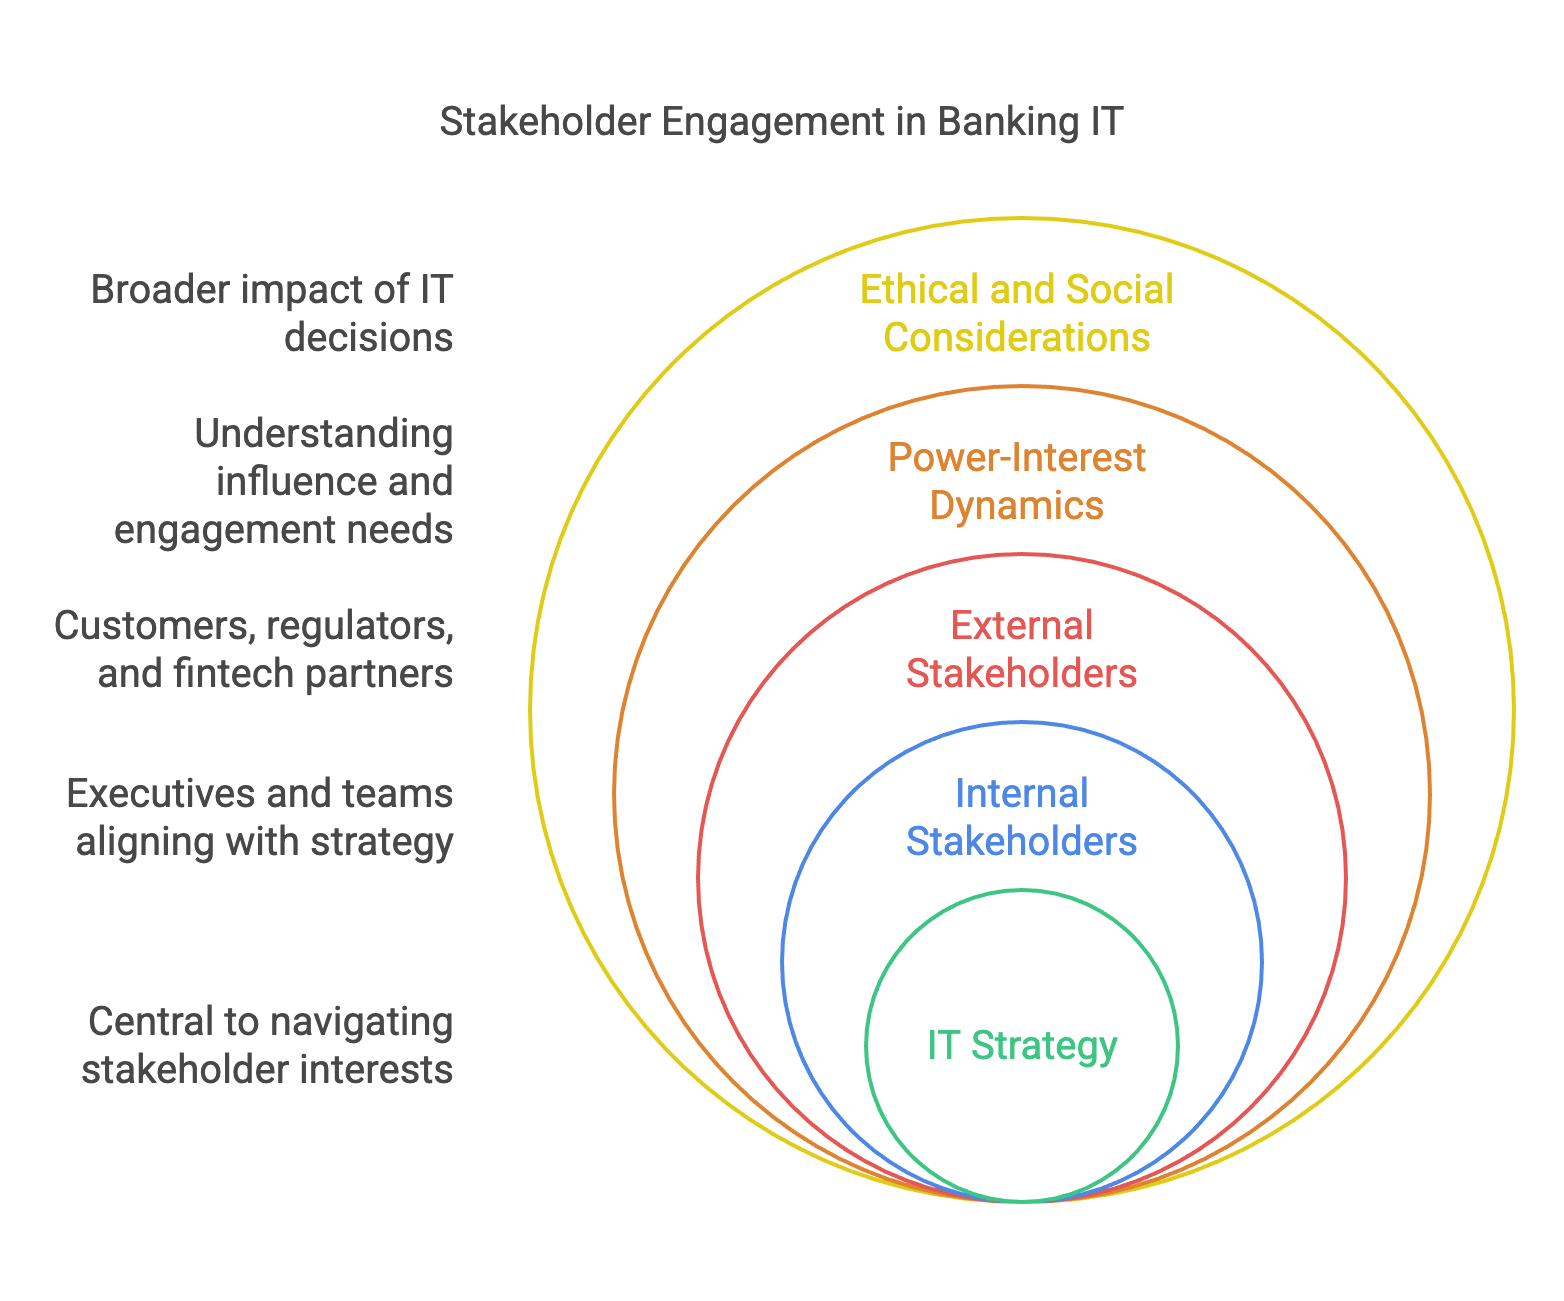 Stakeholder Engagement in Banking IT
Broader impact of IT
decisions
Ethical and Social
Considerations
Understanding
influence and
engagement needs
Power-Interest
Dynamics
Customers, regulators,
and fintech partners
External
Stakeholders
Executives and teams
aligning with strategy
Internal
Stakeholders
Central to navigating
stakeholder interests
IT Strategy